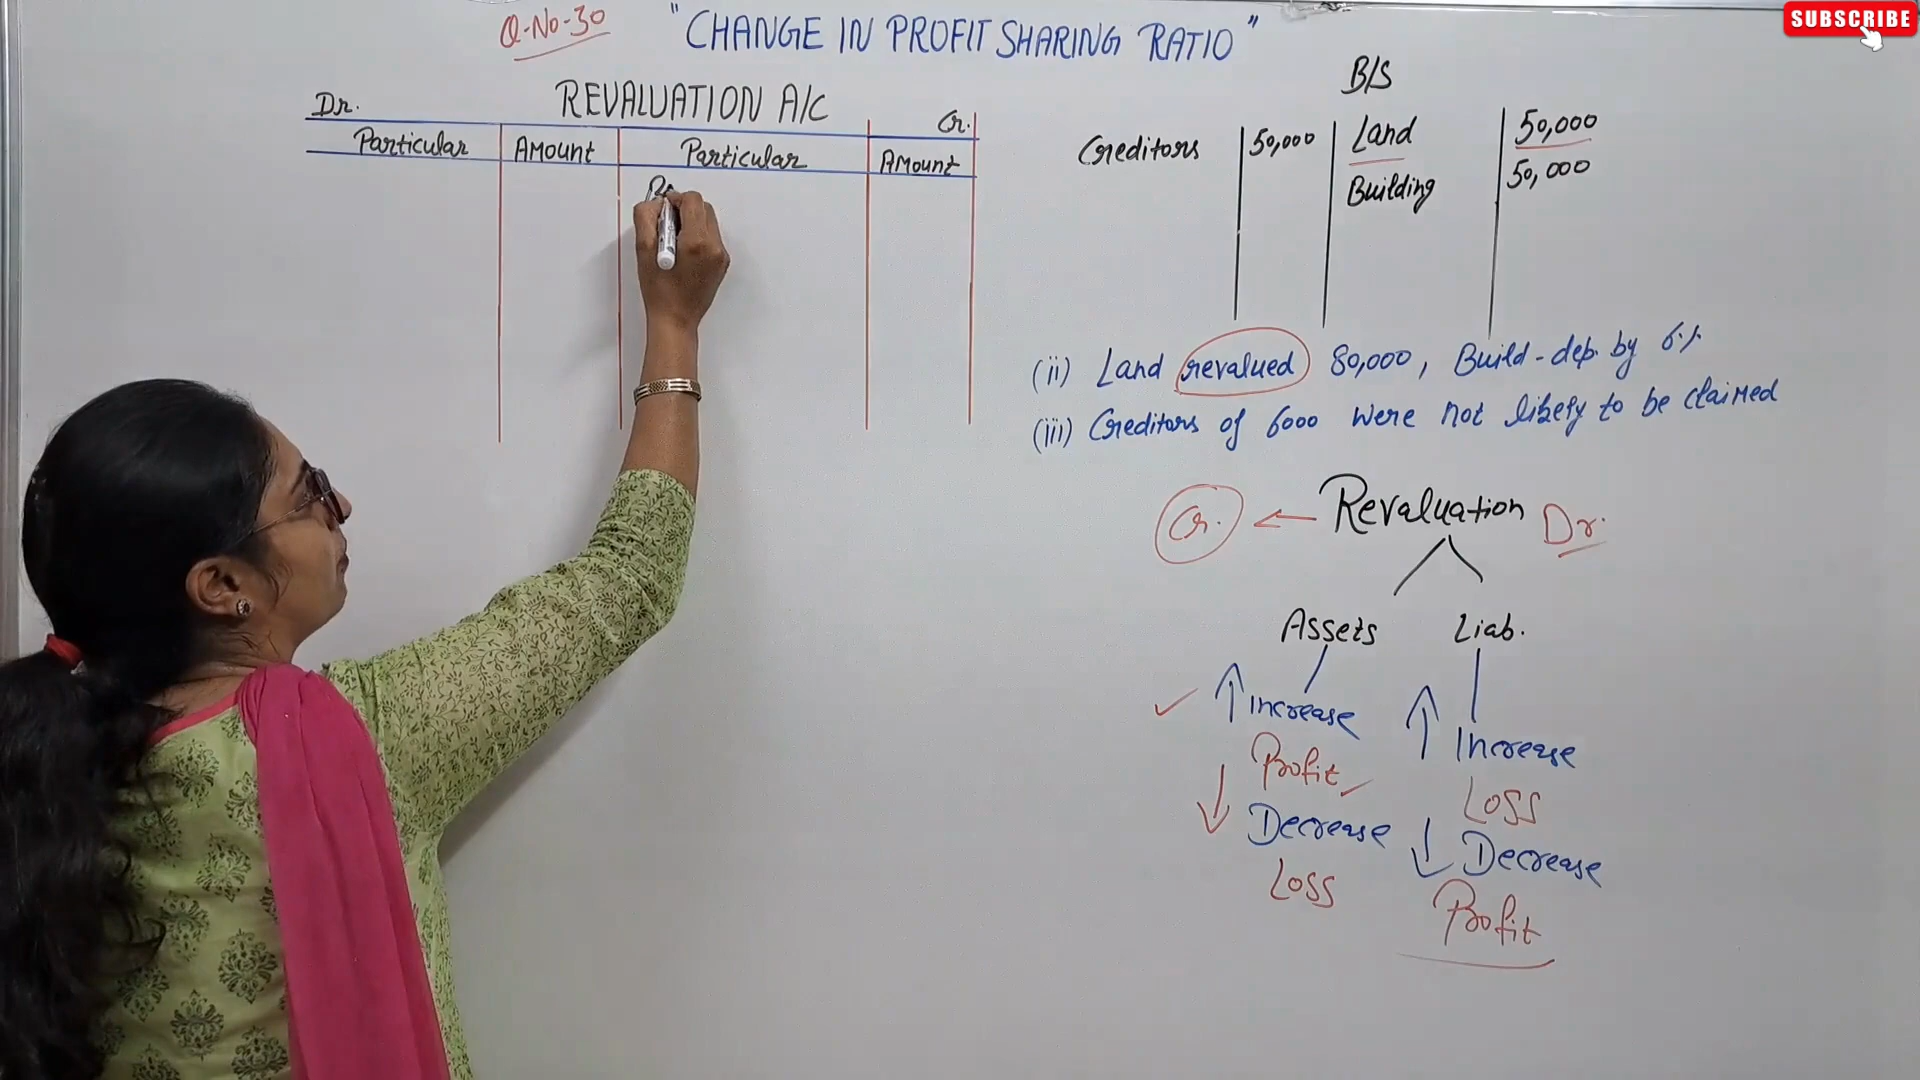 SUBSCRIBE
Q.No-30
"CHANGE IN PROFIT SHARING RATIO"
REVALUATION A/C
Dr.
Cr.
Particular Amount Particular Amount
B/S
Creditors 50,000 Land 50,000
Building 50,000
(ii) Land revalued 80,000, Build-dep. by 6%
(iii) Creditors of 6000 were not likely to be claimed
Cr. ← Revaluation Dr.
Assets Liab.
↑ Increase ↑ Increase
Profit Loss
↓ Decrease ↓ Decrease
Loss Profit